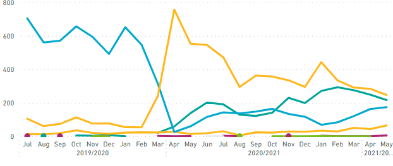 800
600
400
200
0
Jul Aug Sep Oct Nov Dec Jan Feb Mar Apr May Jun Jul Aug Sep Oct Nov Dec Jan Feb Mar Apr May
2019/2020 2020/2021 2021/20...